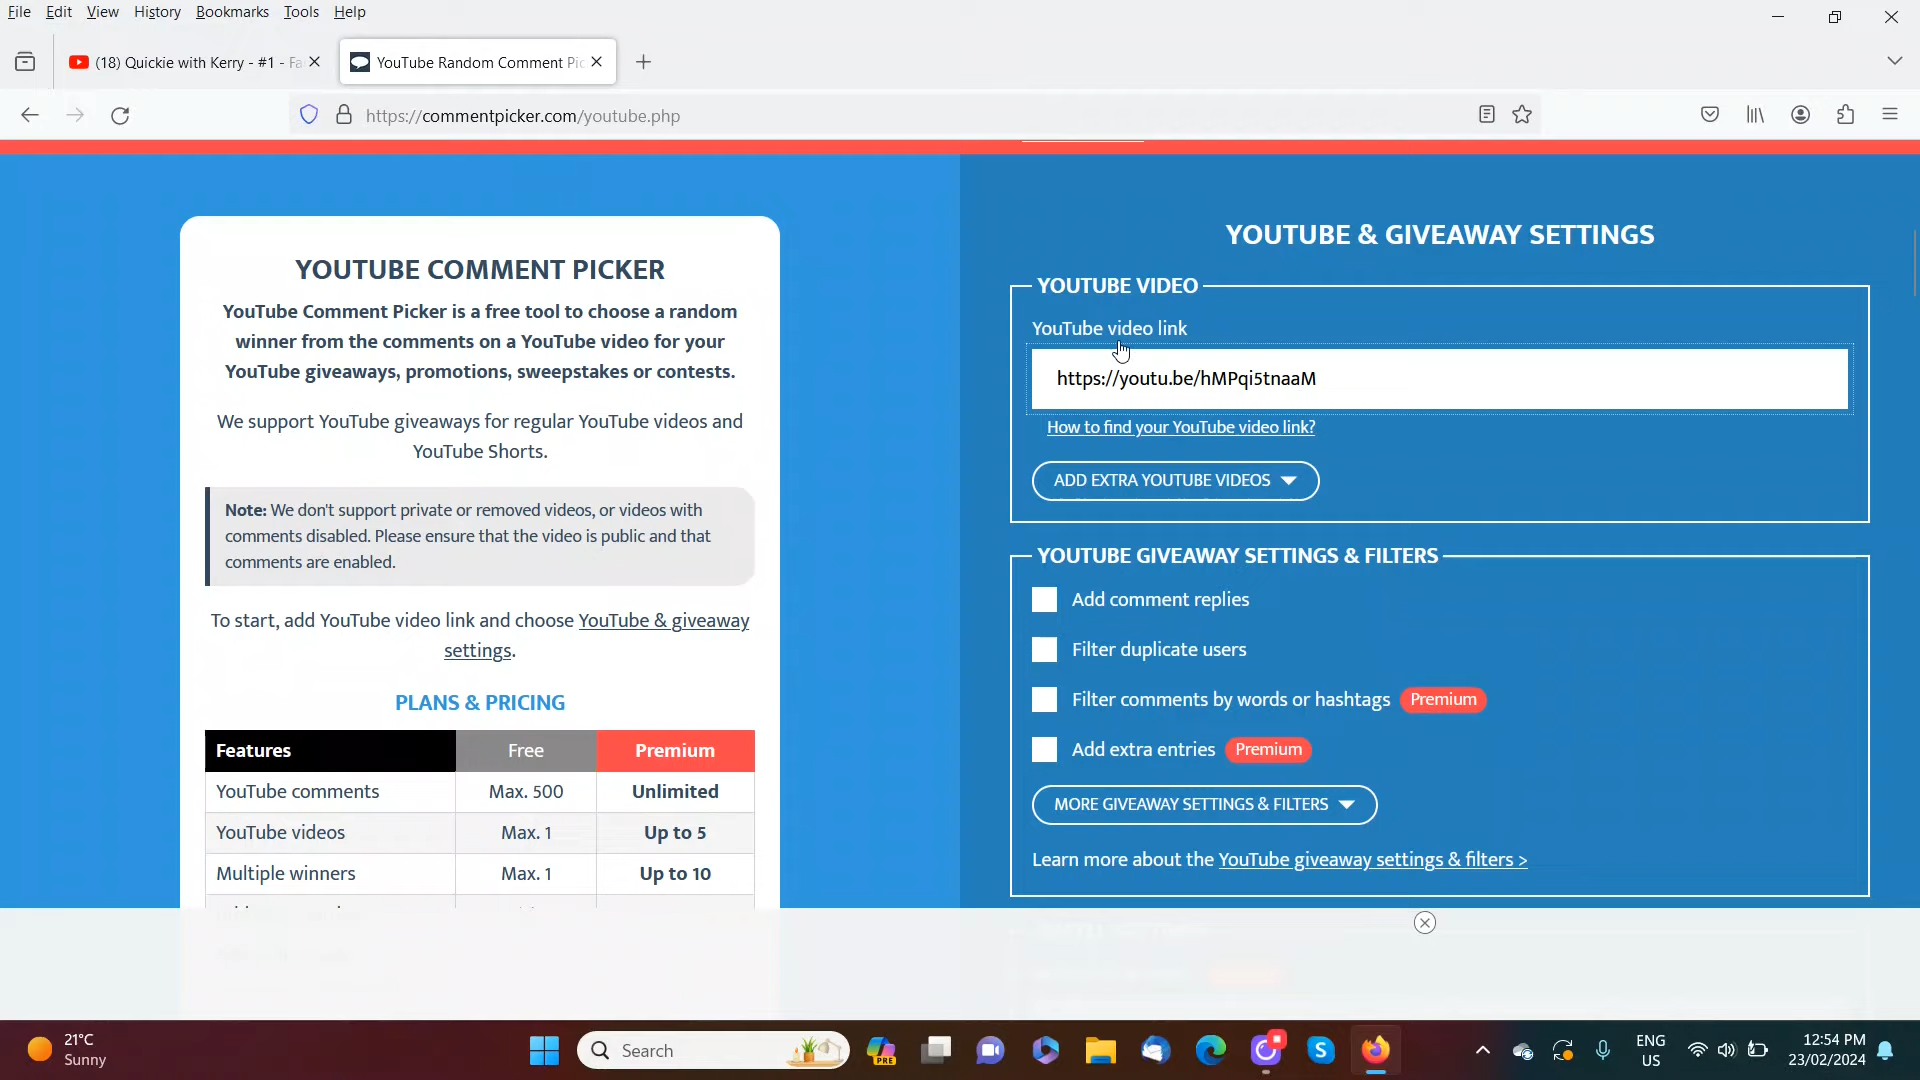 File Edit View History Bookmarks Tools Help
(18) Quickie with Kerry - #1 - Fa
YouTube Random Comment Pic
https://commentpicker.com/youtube.php
YOUTUBE COMMENT PICKER
YouTube Comment Picker is a free tool to choose a random
winner from the comments on a YouTube video for your
YouTube giveaways, promotions, sweepstakes or contests.
We support YouTube giveaways for regular YouTube videos and
YouTube Shorts.
Note: We don't support private or removed videos, or videos with
comments disabled. Please ensure that the video is public and that
comments are enabled.
To start, add YouTube video link and choose YouTube & giveaway
settings.
PLANS & PRICING
Features Free Premium
YouTube comments Max. 500 Unlimited
YouTube videos Max. 1 Up to 5
Multiple winners Max. 1 Up to 10
YOUTUBE & GIVEAWAY SETTINGS
YOUTUBE VIDEO
YouTube video link
https://youtu.be/hMPqi5tnaaM
How to find your YouTube video link?
ADD EXTRA YOUTUBE VIDEOS
YOUTUBE GIVEAWAY SETTINGS & FILTERS
Add comment replies
Filter duplicate users
Filter comments by words or hashtags Premium
Add extra entries Premium
MORE GIVEAWAY SETTINGS & FILTERS
Learn more about the YouTube giveaway settings & filters >
21°C
Sunny
Search
PRE
S
ENG
US
12:54 PM
23/02/2024